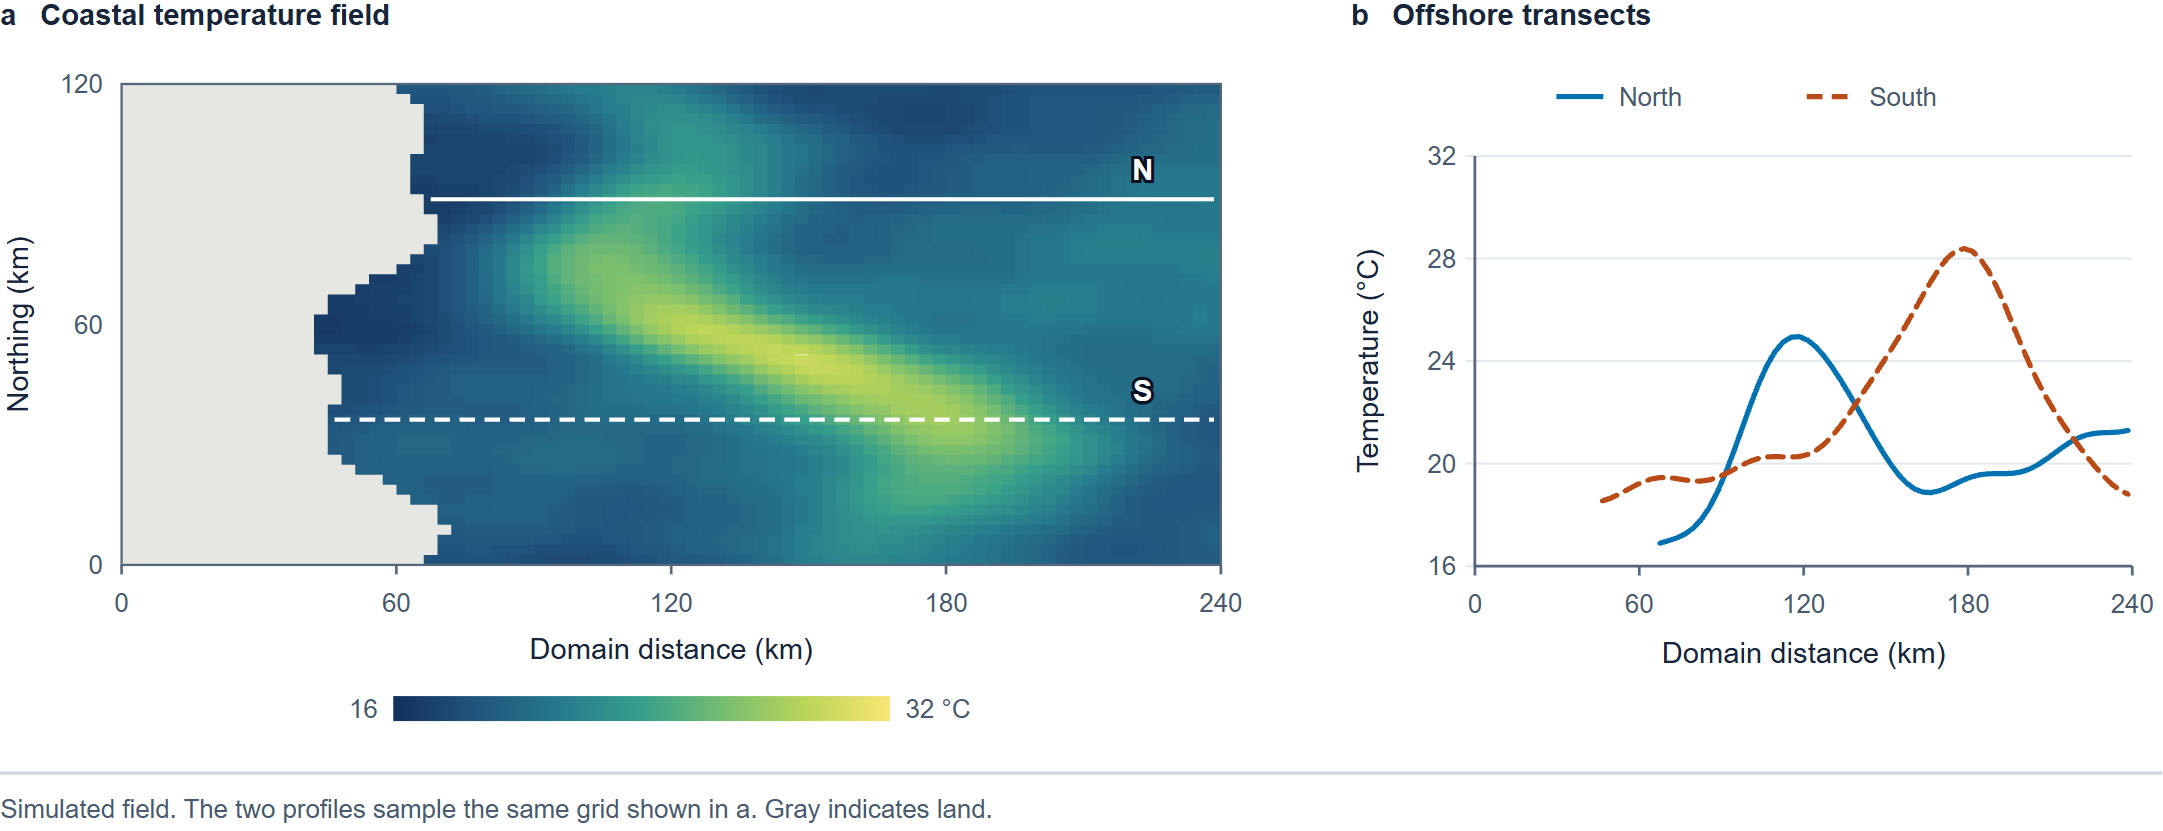 a Coastal temperature field
120
60
0
Northing (km)
N
S
0 60 120 180 240
Domain distance (km)
16 32 °C
b Offshore transects
North South
32
28
24
20
16
Temperature (°C)
0 60 120 180 240
Domain distance (km)
Simulated field. The two profiles sample the same grid shown in a. Gray indicates land.